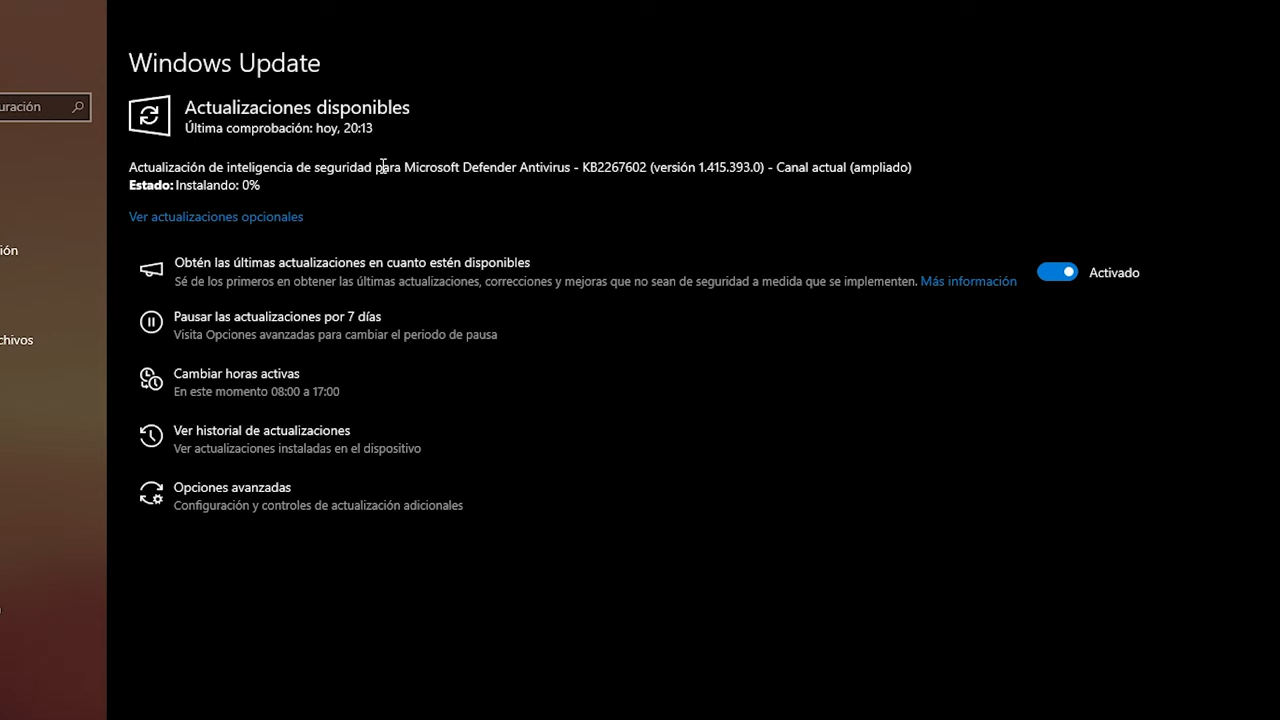 Windows Update
uración
Actualizaciones disponibles
Última comprobación: hoy, 20:13
Actualización de inteligencia de seguridad para Microsoft Defender Antivirus - KB2267602 (versión 1.415.393.0) - Canal actual (ampliado)
Estado: Instalando: 0%
Ver actualizaciones opcionales
ión
Obtén las últimas actualizaciones en cuanto estén disponibles
Sé de los primeros en obtener las últimas actualizaciones, correcciones y mejoras que no sean de seguridad a medida que se implementen. Más información
Activado
Pausar las actualizaciones por 7 días
Visita Opciones avanzadas para cambiar el periodo de pausa
chivos
Cambiar horas activas
En este momento 08:00 a 17:00
Ver historial de actualizaciones
Ver actualizaciones instaladas en el dispositivo
Opciones avanzadas
Configuración y controles de actualización adicionales